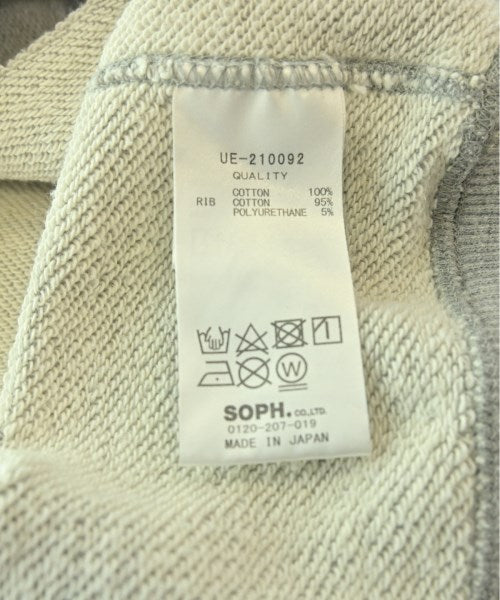 UE-210092
QUALITY
COTTON 100%
RIB COTTON 95%
POLYURETHANE 5%
W
SOPH. CO.,LTD.
0120-207-019
MADE IN JAPAN